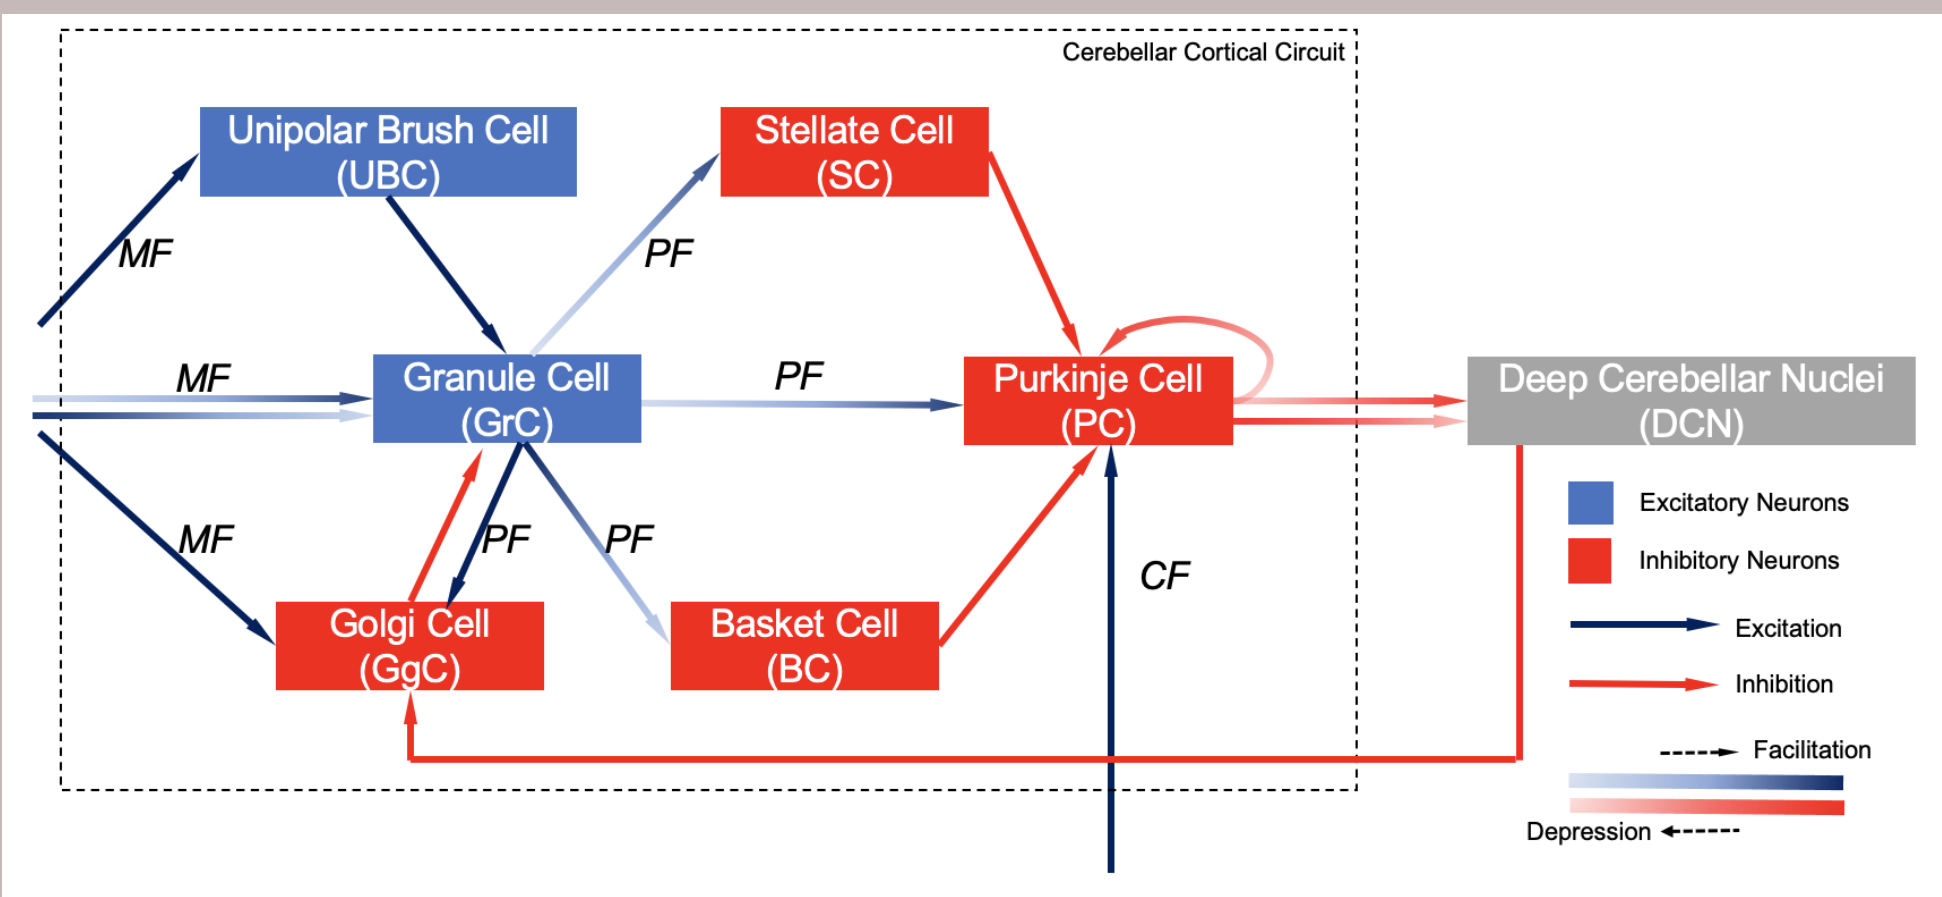 Cerebellar Cortical Circuit
Unipolar Brush Cell
(UBC)
Stellate Cell
(SC)
MF
PF
MF
Granule Cell
(GrC)
PF
Purkinje Cell
(PC)
Deep Cerebellar Nuclei
(DCN)
MF
PF
PF
CF
Golgi Cell
(GgC)
Basket Cell
(BC)
Excitatory Neurons
Inhibitory Neurons
Excitation
Inhibition
Facilitation
Depression